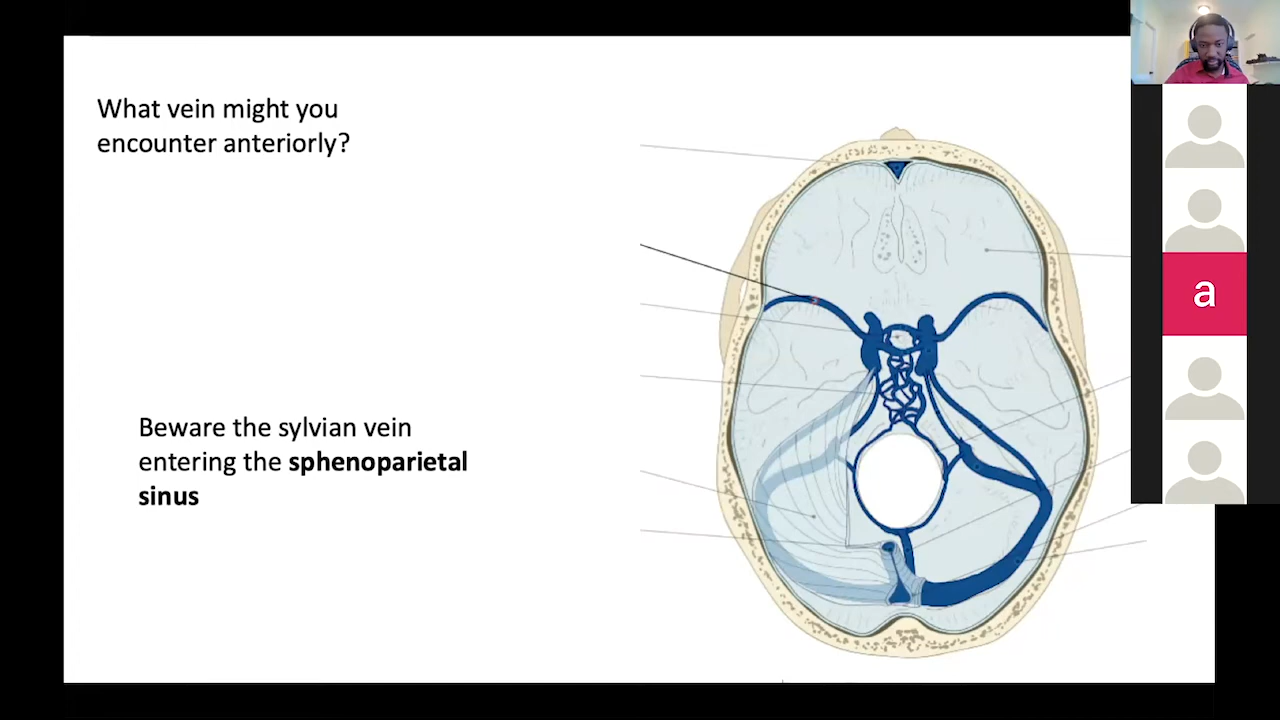 What vein might you
encounter anteriorly?
Beware the sylvian vein
entering the sphenoparietal
sinus
a